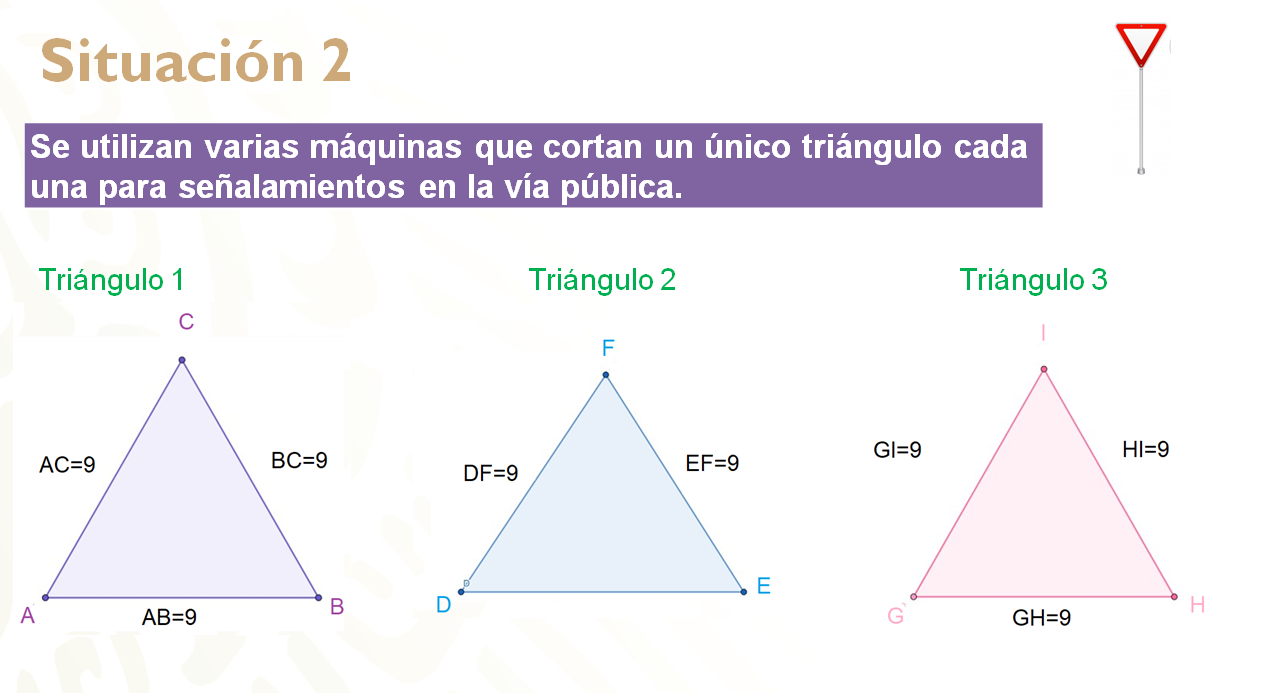 Situación 2
Se utilizan varias máquinas que cortan un único triángulo cada
una para señalamientos en la vía pública.
Triángulo 1
Triángulo 2
Triángulo 3
C
AC=9
BC=9
A
B
AB=9
F
DF=9
EF=9
D
D
E
I
GI=9
HI=9
G
H
GH=9